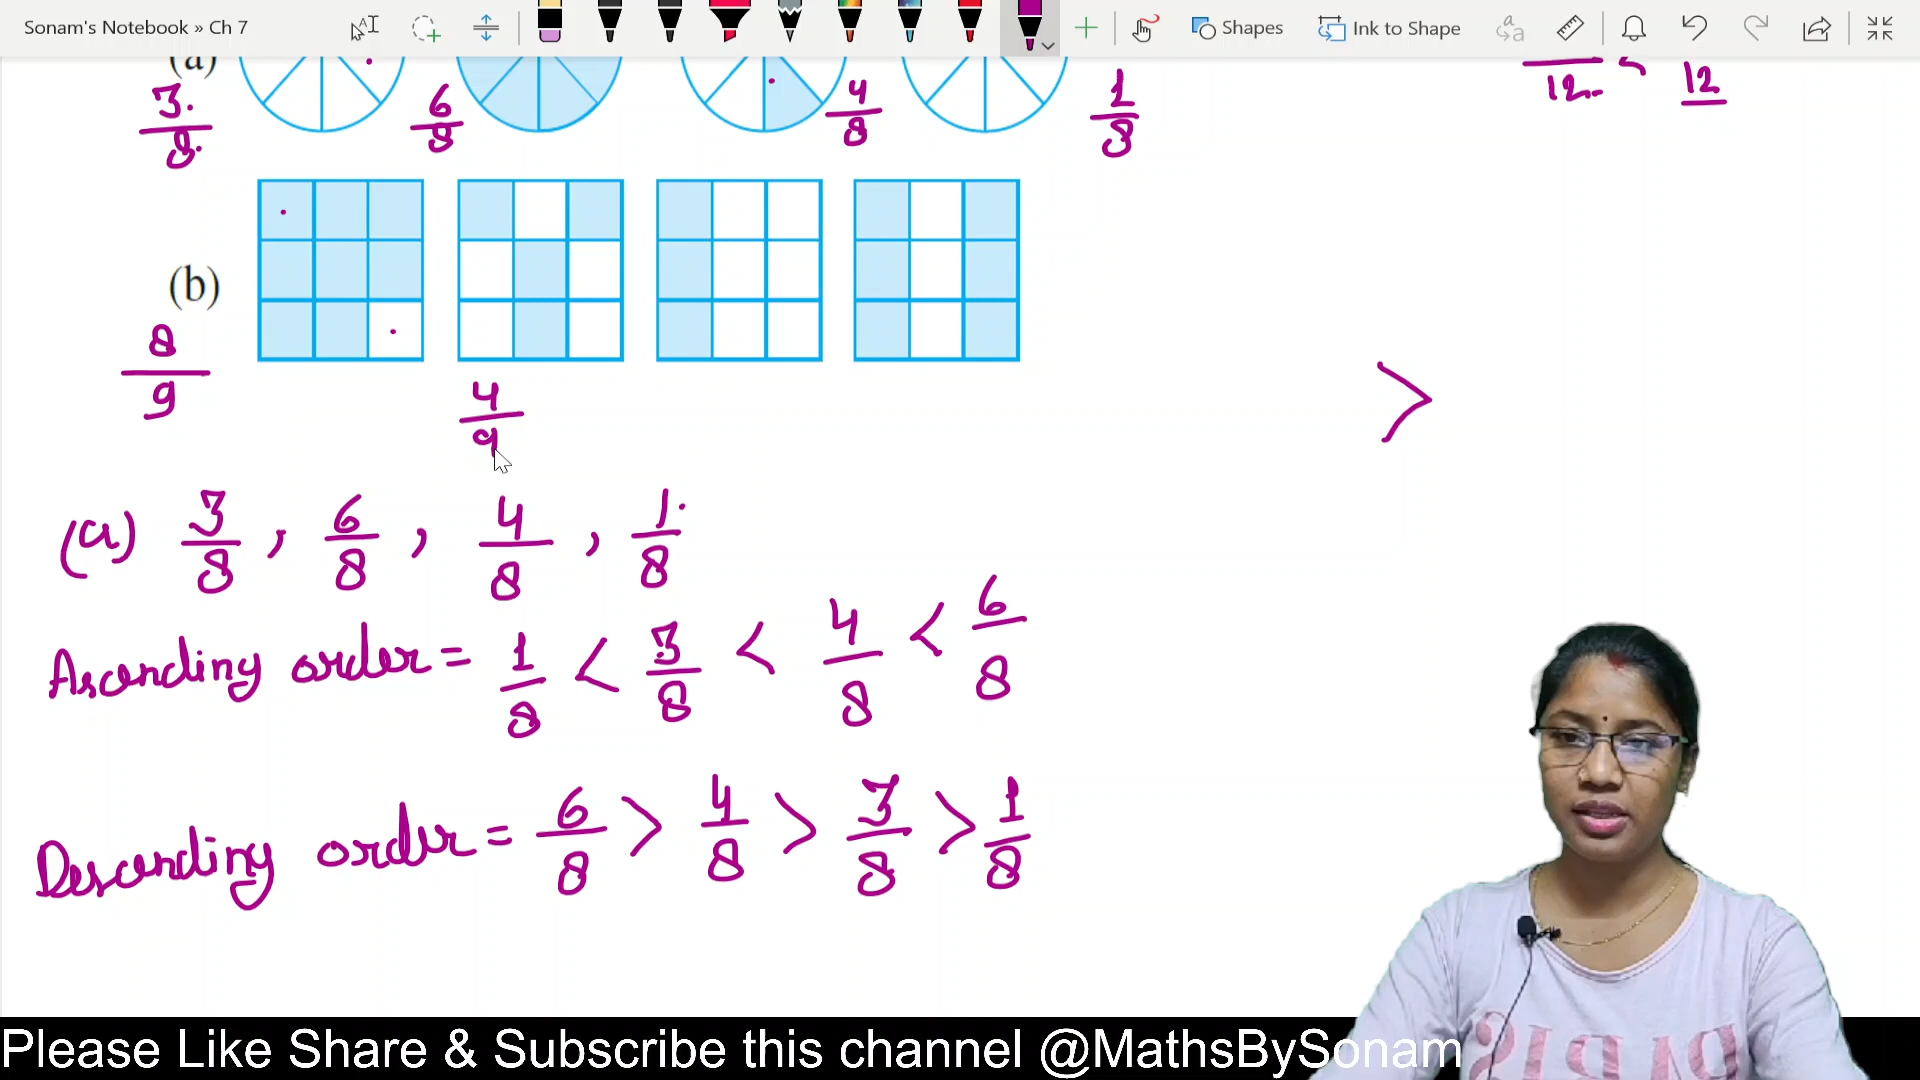 Sonam's Notebook » Ch 7
Shapes
Ink to Shape
(a) 3/8 6/8 4/8 1/8
12 < 12
(b)
8/9
4/9
>
(a) 3/8 , 6/8 , 4/8 , 1/8
Ascending order = 1/8 < 3/8 < 4/8 < 6/8
Descending order = 6/8 > 4/8 > 3/8 > 1/8
Please Like Share & Subscribe this channel @MathsBySonam
PARIS